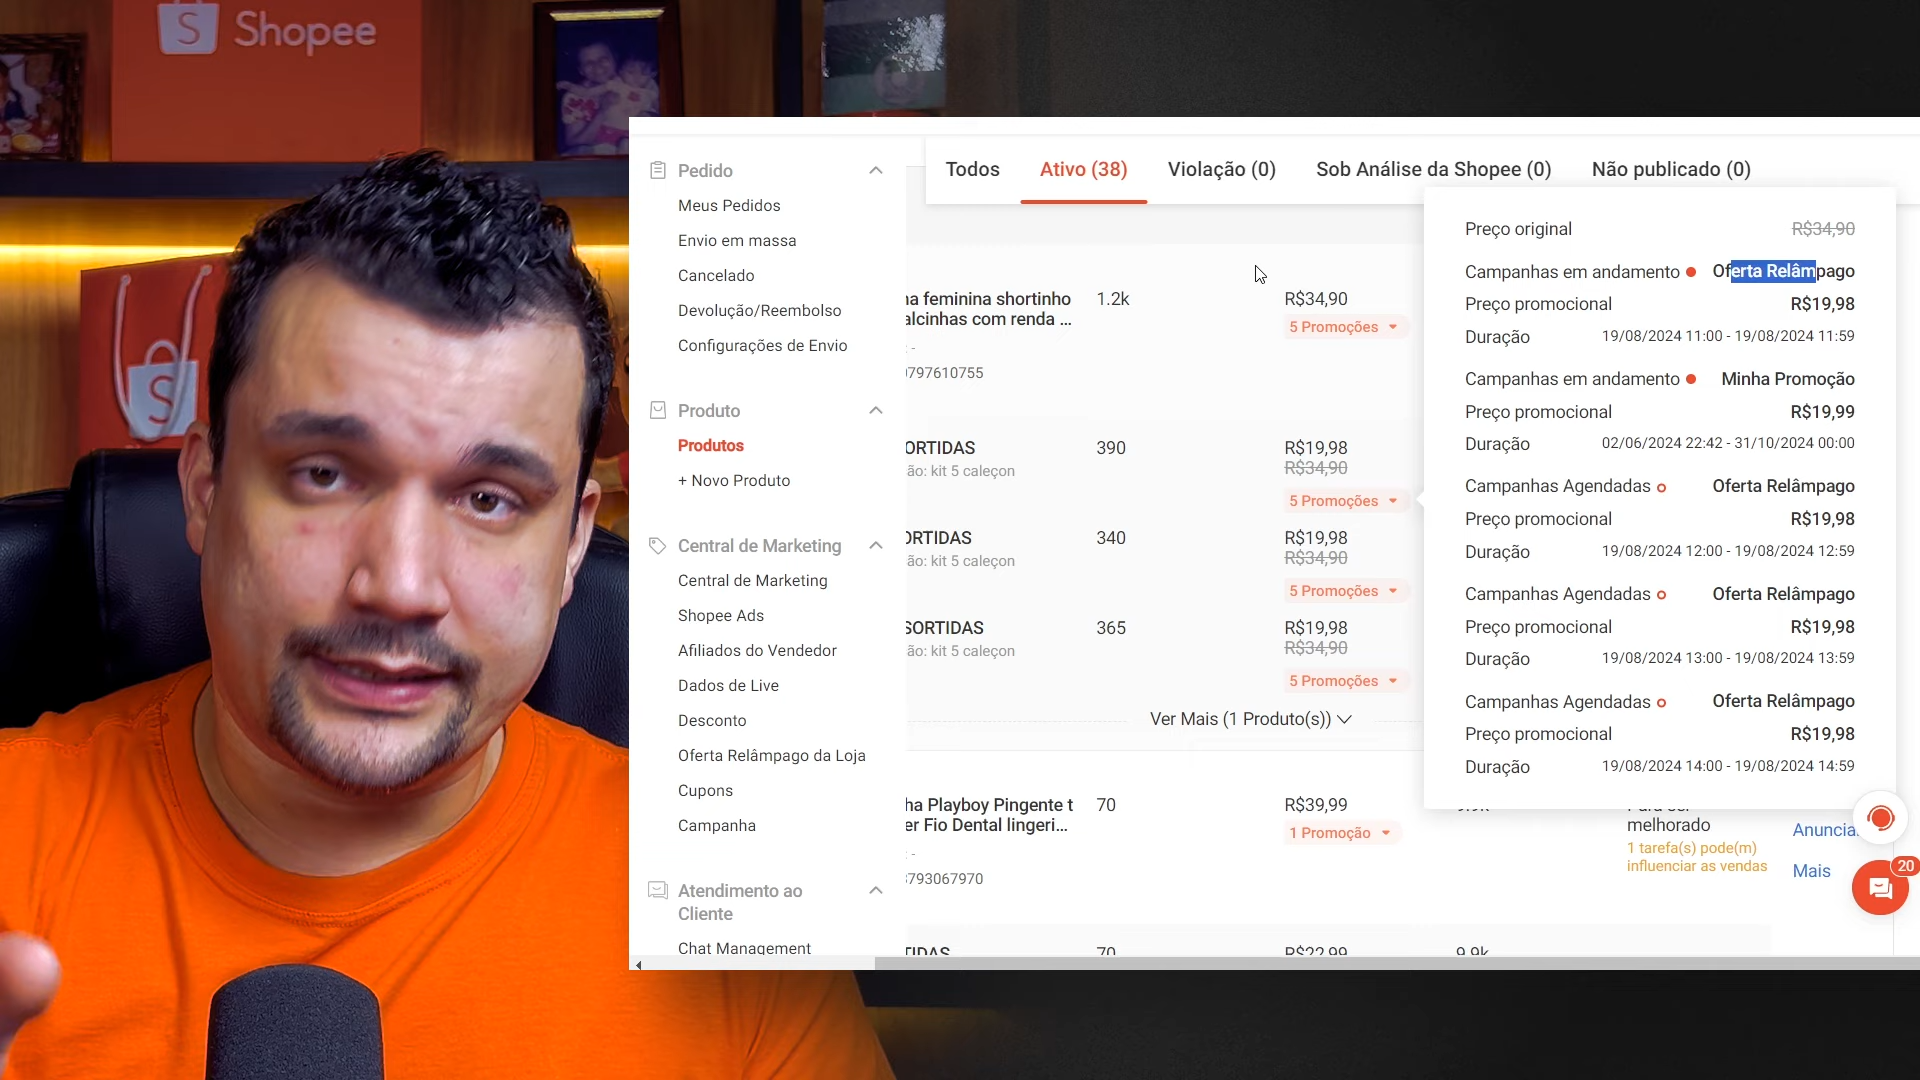 Shopee
Pedido
Meus Pedidos
Envio em massa
Cancelado
Devolução/Reembolso
Configurações de Envio
Produto
Produtos
+ Novo Produto
Central de Marketing
Central de Marketing
Shopee Ads
Afiliados do Vendedor
Dados de Live
Desconto
Oferta Relâmpago da Loja
Cupons
Campanha
Atendimento ao
Cliente
Chat Management
Todos
Ativo (38)
Violação (0)
Sob Análise da Shopee (0)
Não publicado (0)
na feminina shortinho
alcinhas com renda ...
: -
797610755
1.2k
R$34,90
5 Promoções
ORTIDAS
ão: kit 5 caleçon
390
R$19,98
R$34,90
5 Promoções
ORTIDAS
ão: kit 5 caleçon
340
R$19,98
R$34,90
5 Promoções
SORTIDAS
ão: kit 5 caleçon
365
R$19,98
R$34,90
5 Promoções
Ver Mais (1 Produto(s))
ha Playboy Pingente t
er Fio Dental lingeri...
: -
793067970
70
R$39,99
1 Promoção
melhorado
1 tarefa(s) pode(m)
influenciar as vendas
Anuncia
Mais
20
TIDAS
70
R$22,99
9.9k
Preço original R$34,90
Campanhas em andamento Oferta Relâmpago
Preço promocional R$19,98
Duração 19/08/2024 11:00 - 19/08/2024 11:59
Campanhas em andamento Minha Promoção
Preço promocional R$19,99
Duração 02/06/2024 22:42 - 31/10/2024 00:00
Campanhas Agendadas Oferta Relâmpago
Preço promocional R$19,98
Duração 19/08/2024 12:00 - 19/08/2024 12:59
Campanhas Agendadas Oferta Relâmpago
Preço promocional R$19,98
Duração 19/08/2024 13:00 - 19/08/2024 13:59
Campanhas Agendadas Oferta Relâmpago
Preço promocional R$19,98
Duração 19/08/2024 14:00 - 19/08/2024 14:59